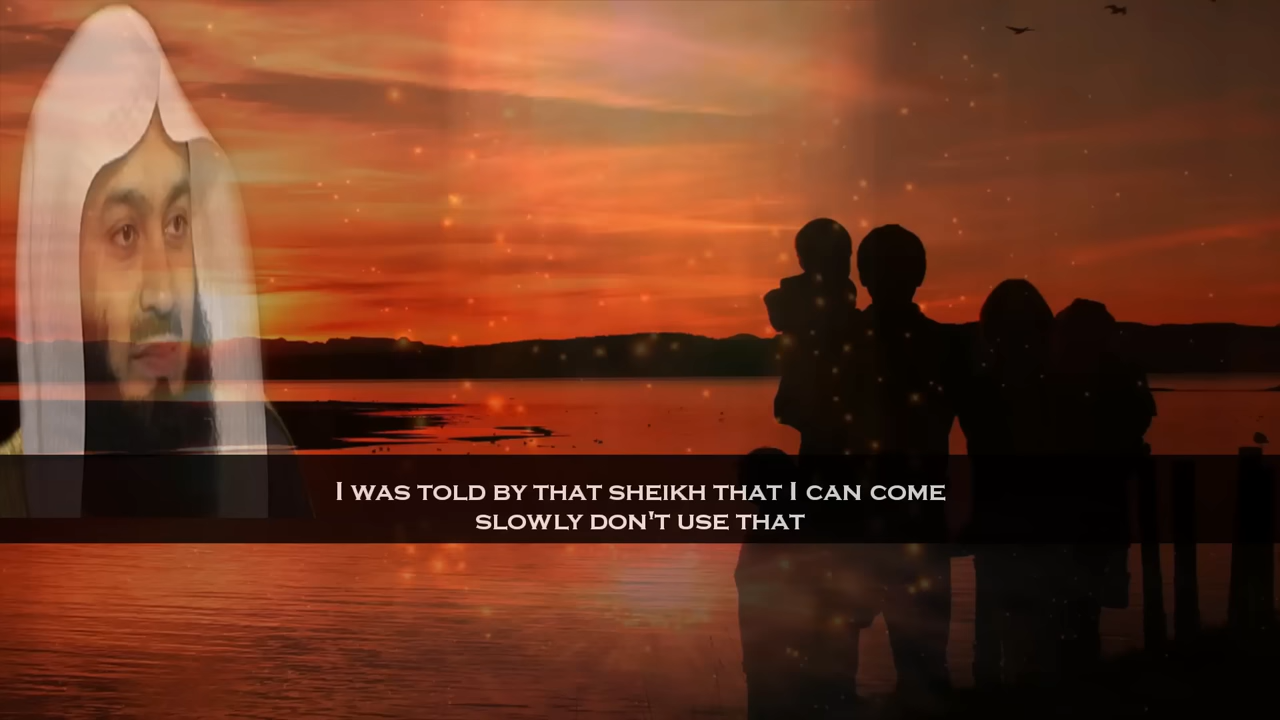 I WAS TOLD BY THAT SHEIKH THAT I CAN COME
SLOWLY DON'T USE THAT